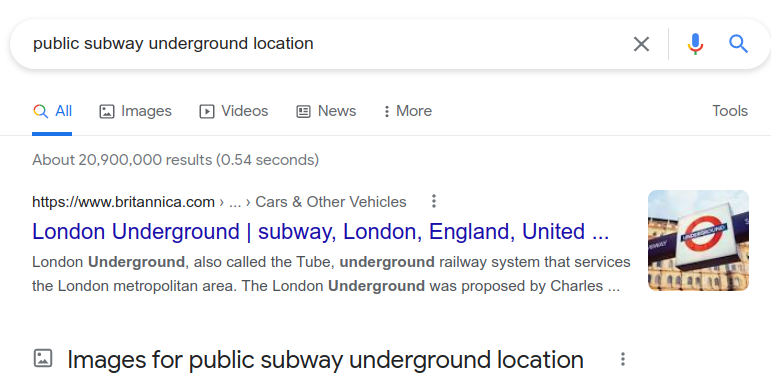 public subway underground location
All Images Videos News More Tools
About 20,900,000 results (0.54 seconds)
https://www.britannica.com › ... › Cars & Other Vehicles
London Underground | subway, London, England, United ...
London Underground, also called the Tube, underground railway system that services
the London metropolitan area. The London Underground was proposed by Charles ...
UNDERGROUND
Images for public subway underground location